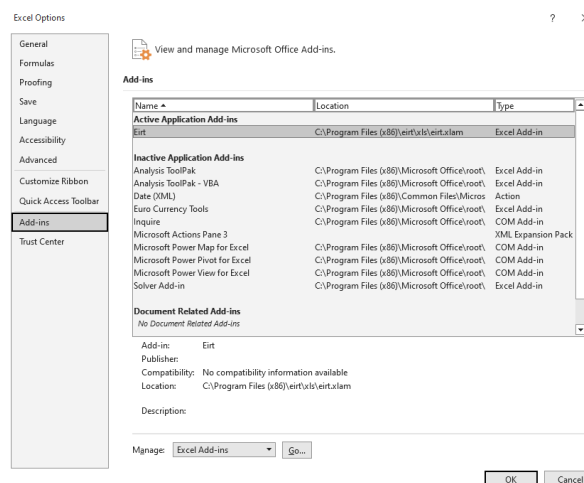 Excel Options
?
General
Formulas
Proofing
Save
Language
Accessibility
Advanced
Customize Ribbon
Quick Access Toolbar
Add-ins
Trust Center
View and manage Microsoft Office Add-ins.
Add-ins
Name Location Type
Active Application Add-ins
Eirt C:\Program Files (x86)\eirt\xls\eirt.xlam Excel Add-in
Inactive Application Add-ins
Analysis ToolPak C:\Program Files (x86)\Microsoft Office\root\ Excel Add-in
Analysis ToolPak - VBA C:\Program Files (x86)\Microsoft Office\root\ Excel Add-in
Date (XML) C:\Program Files (x86)\Common Files\Micros Action
Euro Currency Tools C:\Program Files (x86)\Microsoft Office\root\ Excel Add-in
Inquire C:\Program Files (x86)\Microsoft Office\root\ COM Add-in
Microsoft Actions Pane 3 XML Expansion Pack
Microsoft Power Map for Excel C:\Program Files (x86)\Microsoft Office\root\ COM Add-in
Microsoft Power Pivot for Excel C:\Program Files (x86)\Microsoft Office\root\ COM Add-in
Microsoft Power View for Excel C:\Program Files (x86)\Microsoft Office\root\ COM Add-in
Solver Add-in C:\Program Files (x86)\Microsoft Office\root\ Excel Add-in
Document Related Add-ins
No Document Related Add-ins
Add-in: Eirt
Publisher:
Compatibility: No compatibility information available
Location: C:\Program Files (x86)\eirt\xls\eirt.xlam
Description:
Manage: Excel Add-ins Go...
OK Cancel